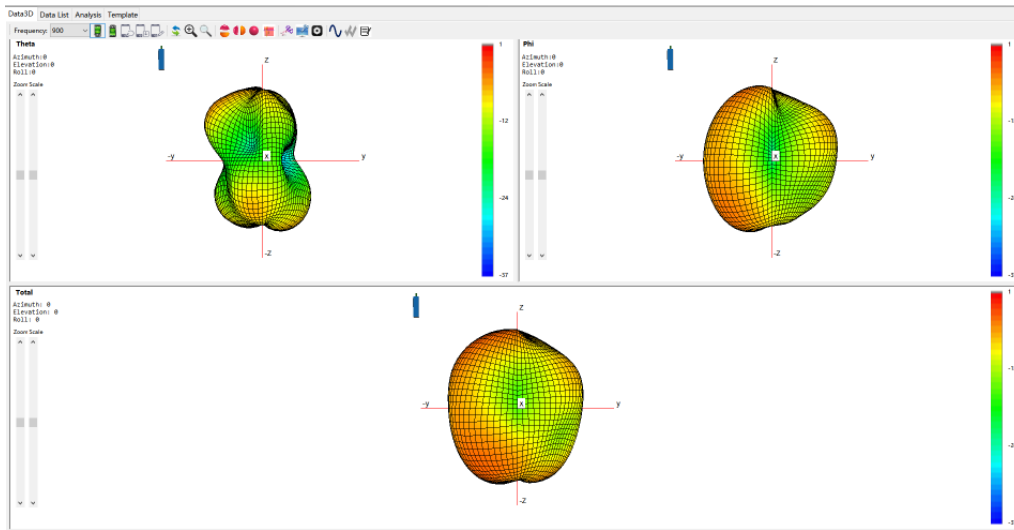 Data3D Data List Analysis Template
Frequency: 900
Theta
Azimuth:0
Elevation:0
Roll:0
Zoom Scale
Z
-y
x
y
-Z
1
-12
-24
-37
Phi
Azimuth:0
Elevation:0
Roll:0
Zoom Scale
Z
-y
x
y
-Z
1
Total
Azimuth: 0
Elevation: 0
Roll: 0
Zoom Scale
Z
-y
x
y
-Z
1